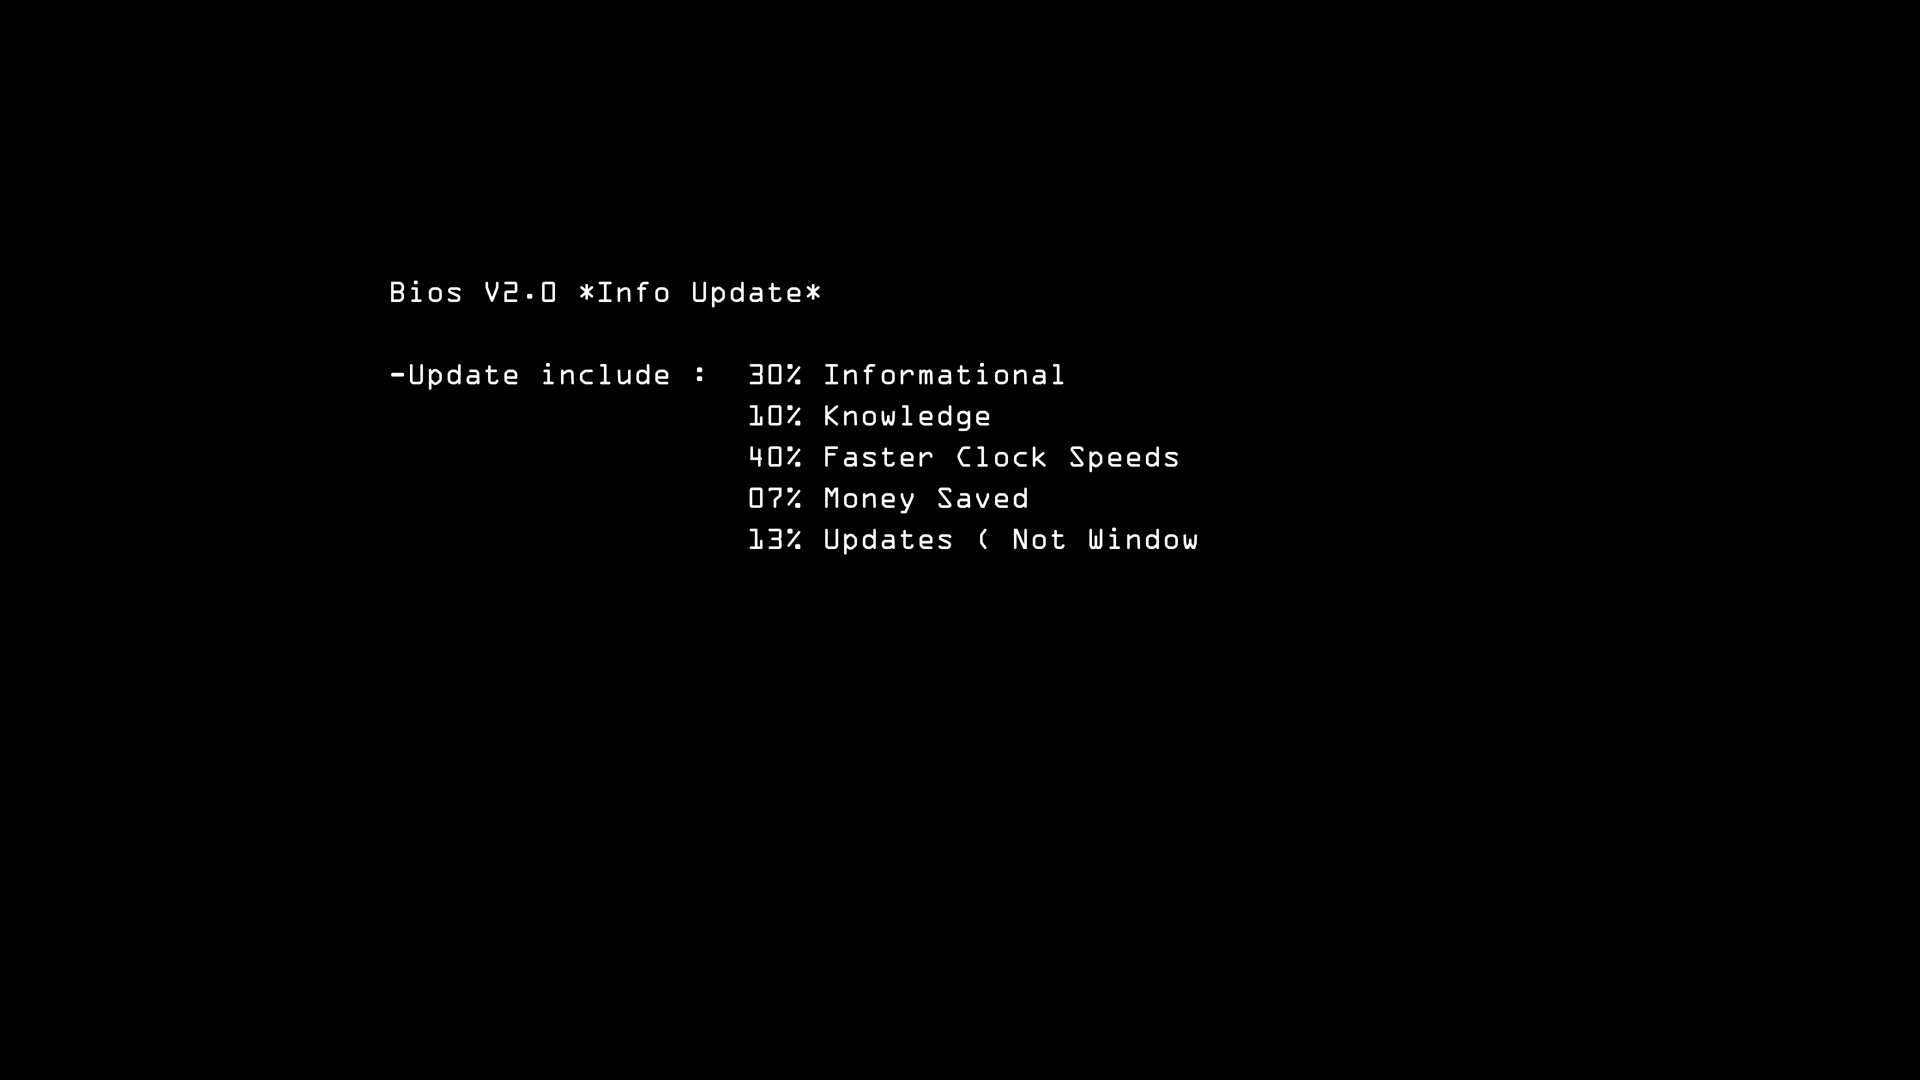 Bios V2.0 *Info Update*
-Update include :  30% Informational
10% Knowledge
40% Faster Clock Speeds
07% Money Saved
13% Updates ( Not Window